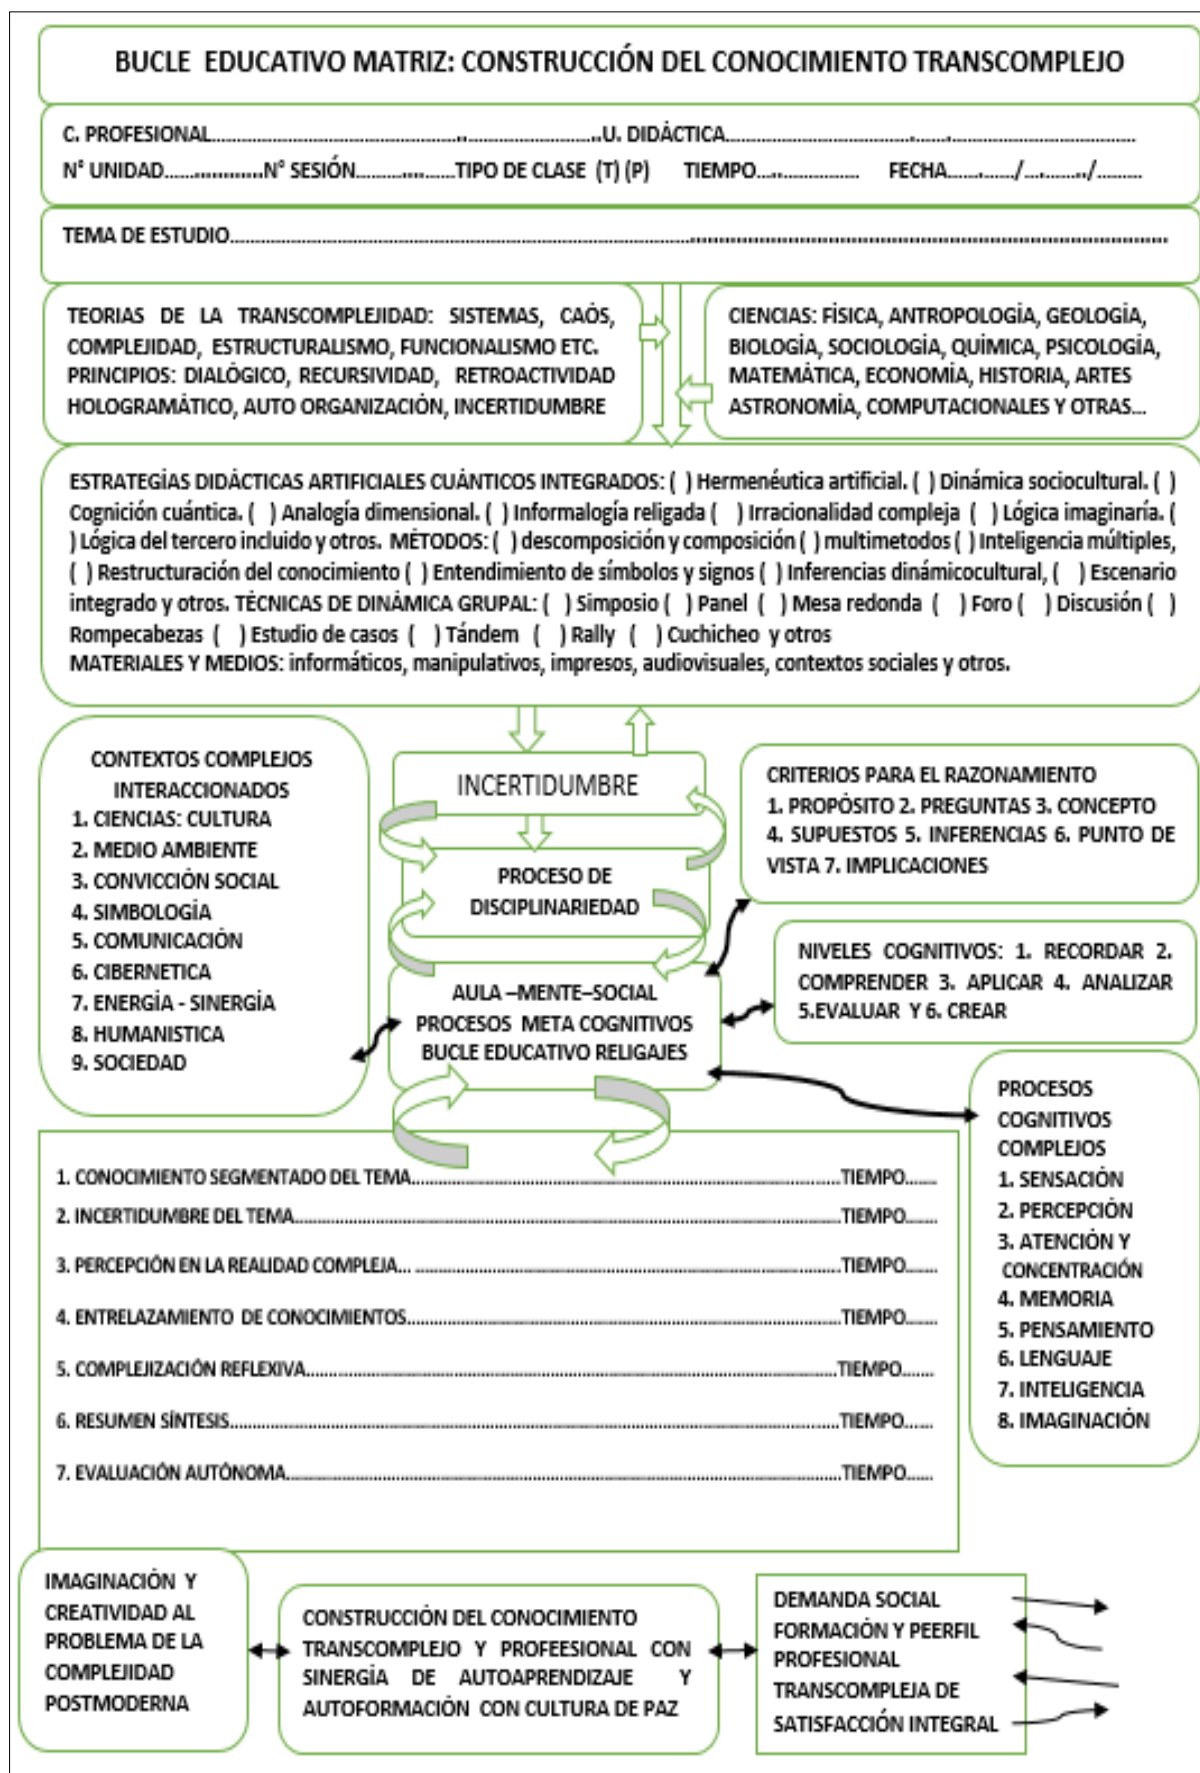 BUCLE EDUCATIVO MATRIZ: CONSTRUCCIÓN DEL CONOCIMIENTO TRANSCOMPLEJO
C. PROFESIONAL..........................................................U. DIDÁCTICA..........................................................
N° UNIDAD....................N° SESIÓN....................TIPO DE CLASE (T) (P) TIEMPO.................... FECHA............/............/.........
TEMA DE ESTUDIO....................................................................................................
TEORIAS DE LA TRANSCOMPLEJIDAD: SISTEMAS, CAÓS,
COMPLEJIDAD, ESTRUCTURALISMO, FUNCIONALISMO ETC.
PRINCIPIOS: DIALÓGICO, RECURSIVIDAD, RETROACTIVIDAD
HOLOGRAMÁTICO, AUTO ORGANIZACIÓN, INCERTIDUMBRE
CIENCIAS: FÍSICA, ANTROPOLOGÍA, GEOLOGÍA,
BIOLOGÍA, SOCIOLOGÍA, QUÍMICA, PSICOLOGÍA,
MATEMÁTICA, ECONOMÍA, HISTORIA, ARTES
ASTRONOMÍA, COMPUTACIONALES Y OTRAS...
ESTRATEGÍAS DIDÁCTICAS ARTIFICIALES CUÁNTICOS INTEGRADOS: ( ) Hermenéutica artificial. ( ) Dinámica sociocultural. ( )
Cognición cuántica. ( ) Analogía dimensional. ( ) Informalogía religada ( ) Irracionalidad compleja ( ) Lógica imaginaría. (
) Lógica del tercero incluido y otros. MÉTODOS: ( ) descomposición y composición ( ) multimetodos ( ) Inteligencia múltiples,
( ) Restructuración del conocimiento ( ) Entendimiento de símbolos y signos ( ) Inferencias dinámicocultural, ( ) Escenario
integrado y otros. TÉCNICAS DE DINÁMICA GRUPAL: ( ) Simposio ( ) Panel ( ) Mesa redonda ( ) Foro ( ) Discusión ( )
Rompecabezas ( ) Estudio de casos ( ) Tándem ( ) Rally ( ) Cuchicheo y otros
MATERIALES Y MEDIOS: informáticos, manipulativos, impresos, audiovisuales, contextos sociales y otros.
CONTEXTOS COMPLEJOS
INTERACCIONADOS
1. CIENCIAS: CULTURA
2. MEDIO AMBIENTE
3. CONVICCIÓN SOCIAL
4. SIMBOLOGÍA
5. COMUNICACIÓN
6. CIBERNETICA
7. ENERGÍA - SINERGÍA
8. HUMANISTICA
9. SOCIEDAD
INCERTIDUMBRE
PROCESO DE
DISCIPLINARIEDAD
AULA –MENTE–SOCIAL
PROCESOS META COGNITIVOS
BUCLE EDUCATIVO RELIGAJES
CRITERIOS PARA EL RAZONAMIENTO
1. PROPÓSITO 2. PREGUNTAS 3. CONCEPTO
4. SUPUESTOS 5. INFERENCIAS 6. PUNTO DE
VISTA 7. IMPLICACIONES
NIVELES COGNITIVOS: 1. RECORDAR 2.
COMPRENDER 3. APLICAR 4. ANALIZAR
5.EVALUAR Y 6. CREAR
PROCESOS
COGNITIVOS
COMPLEJOS
1. SENSACIÓN
2. PERCEPCIÓN
3. ATENCIÓN Y
CONCENTRACIÓN
4. MEMORIA
5. PENSAMIENTO
6. LENGUAJE
7. INTELIGENCIA
8. IMAGINACIÓN
1. CONOCIMIENTO SEGMENTADO DEL TEMA............................................................TIEMPO.......
2. INCERTIDUMBRE DEL TEMA............................................................TIEMPO.......
3. PERCEPCIÓN EN LA REALIDAD COMPLEJA... ............................................................TIEMPO.......
4. ENTRELAZAMIENTO DE CONOCIMIENTOS............................................................TIEMPO.......
5. COMPLEJIZACIÓN REFLEXIVA............................................................TIEMPO.......
6. RESUMEN SÍNTESIS............................................................TIEMPO......
7. EVALUACIÓN AUTÓNOMA............................................................TIEMPO......
IMAGINACIÓN Y
CREATIVIDAD AL
PROBLEMA DE LA
COMPLEJIDAD
POSTMODERNA
CONSTRUCCIÓN DEL CONOCIMIENTO
TRANSCOMPLEJO Y PROFEESIONAL CON
SINERGÍA DE AUTOAPRENDIZAJE Y
AUTOFORMACIÓN CON CULTURA DE PAZ
DEMANDA SOCIAL
FORMACIÓN Y PEERFIL
PROFESIONAL
TRANSCOMPLEJA DE
SATISFACCIÓN INTEGRAL